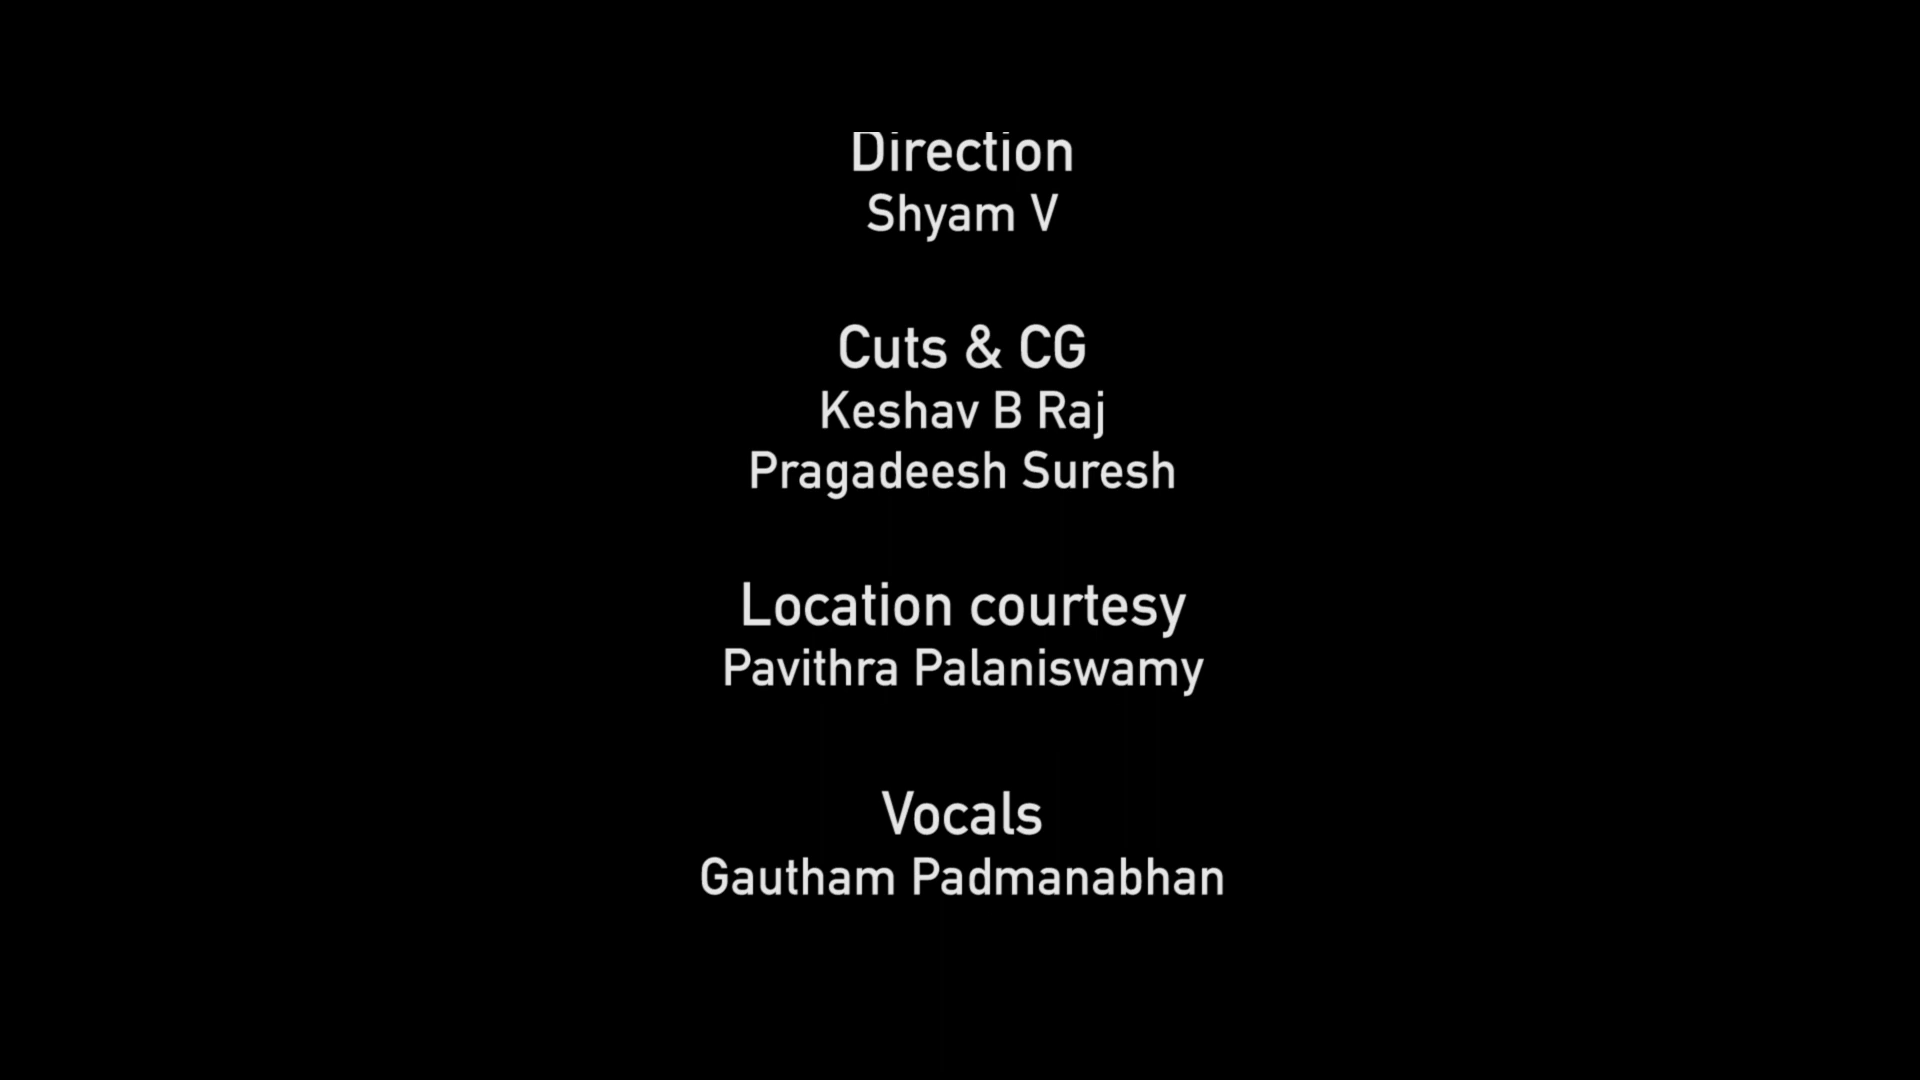 Direction
Shyam V
Cuts & CG
Keshav B Raj
Pragadeesh Suresh
Location courtesy
Pavithra Palaniswamy
Vocals
Gautham Padmanabhan